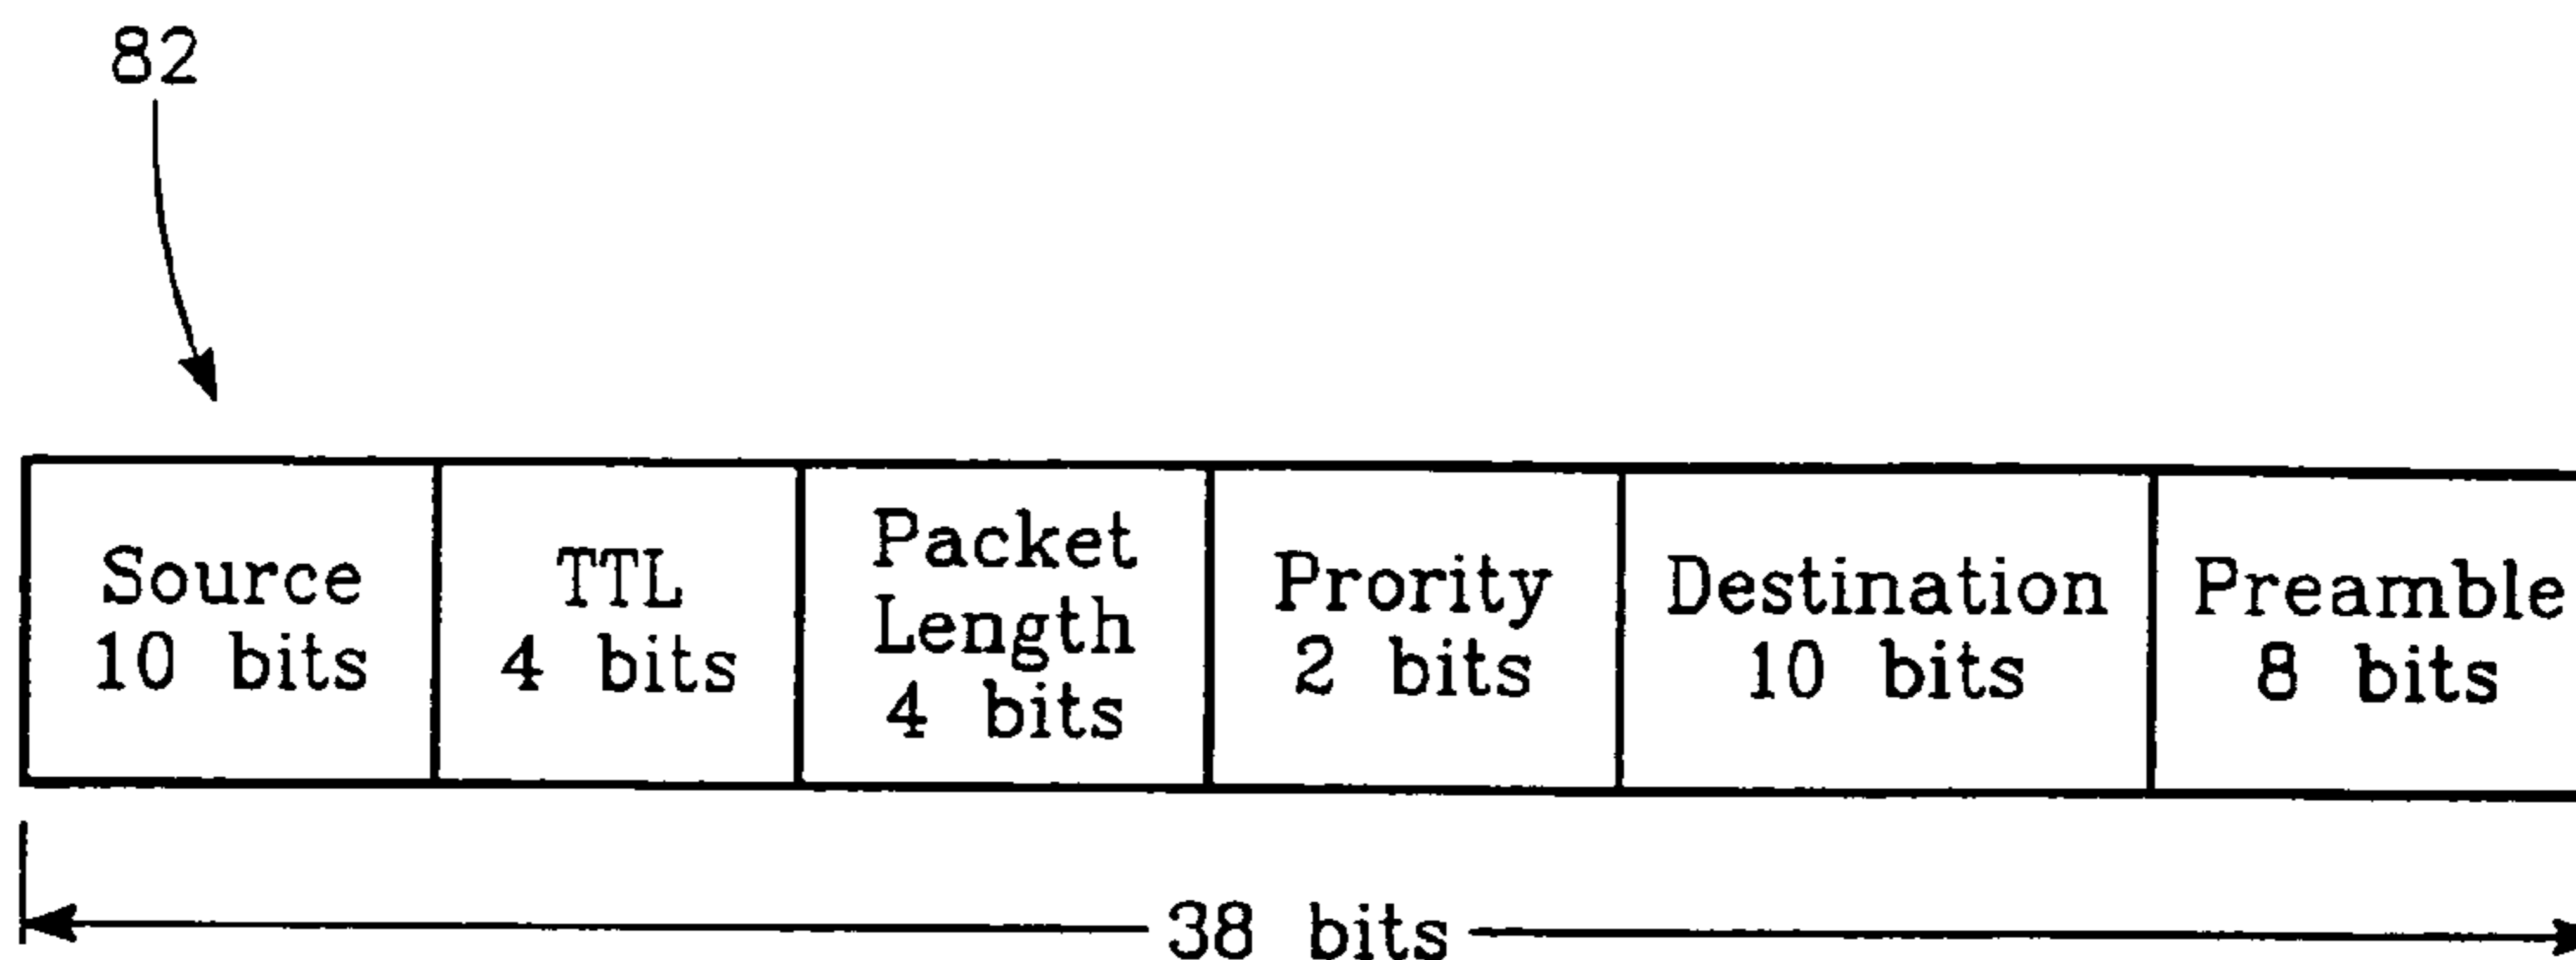 82
Source
10 bits
TTL
4 bits
Packet
Length
4 bits
Prority
2 bits
Destination
10 bits
Preamble
8 bits
38 bits